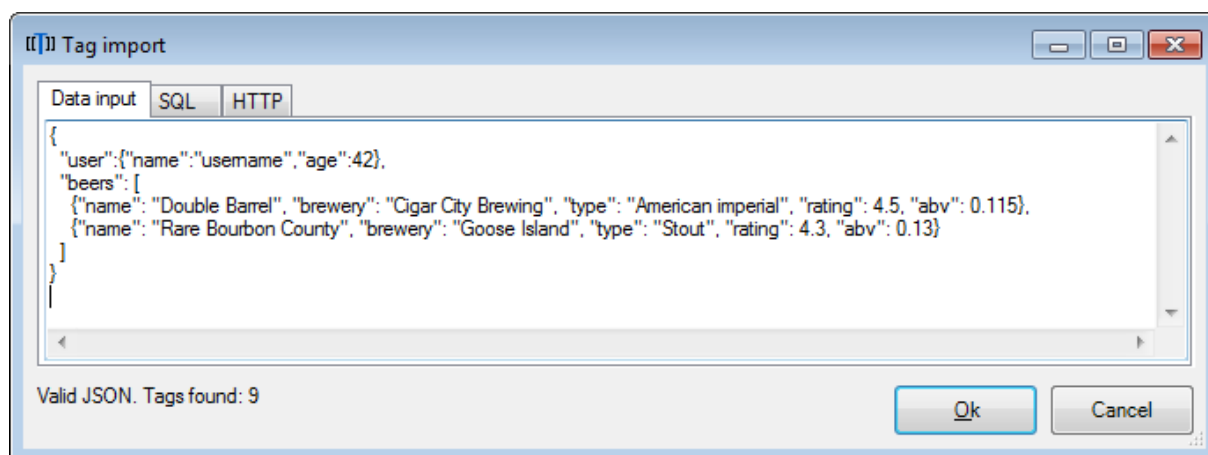 [[T]] Tag import
Data input SQL HTTP
{
"user":{"name":"username","age":42},
"beers": [
{"name": "Double Barrel", "brewery": "Cigar City Brewing", "type": "American imperial", "rating": 4.5, "abv": 0.115},
{"name": "Rare Bourbon County", "brewery": "Goose Island", "type": "Stout", "rating": 4.3, "abv": 0.13}
]
}
Valid JSON. Tags found: 9
Ok Cancel